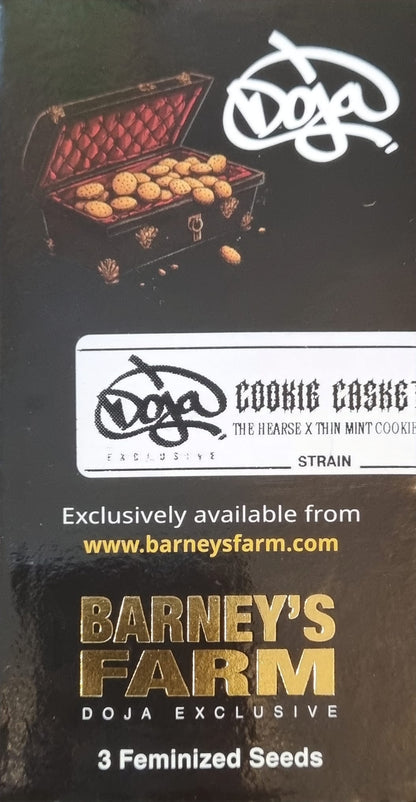 Doja
Doja
EXCLUSIVE
COOKIE CASKET
THE HEARSE X THIN MINT COOKIE
STRAIN
Exclusively available from
www.barneysfarm.com
BARNEY'S
FARM
DOJA EXCLUSIVE
3 Feminized Seeds